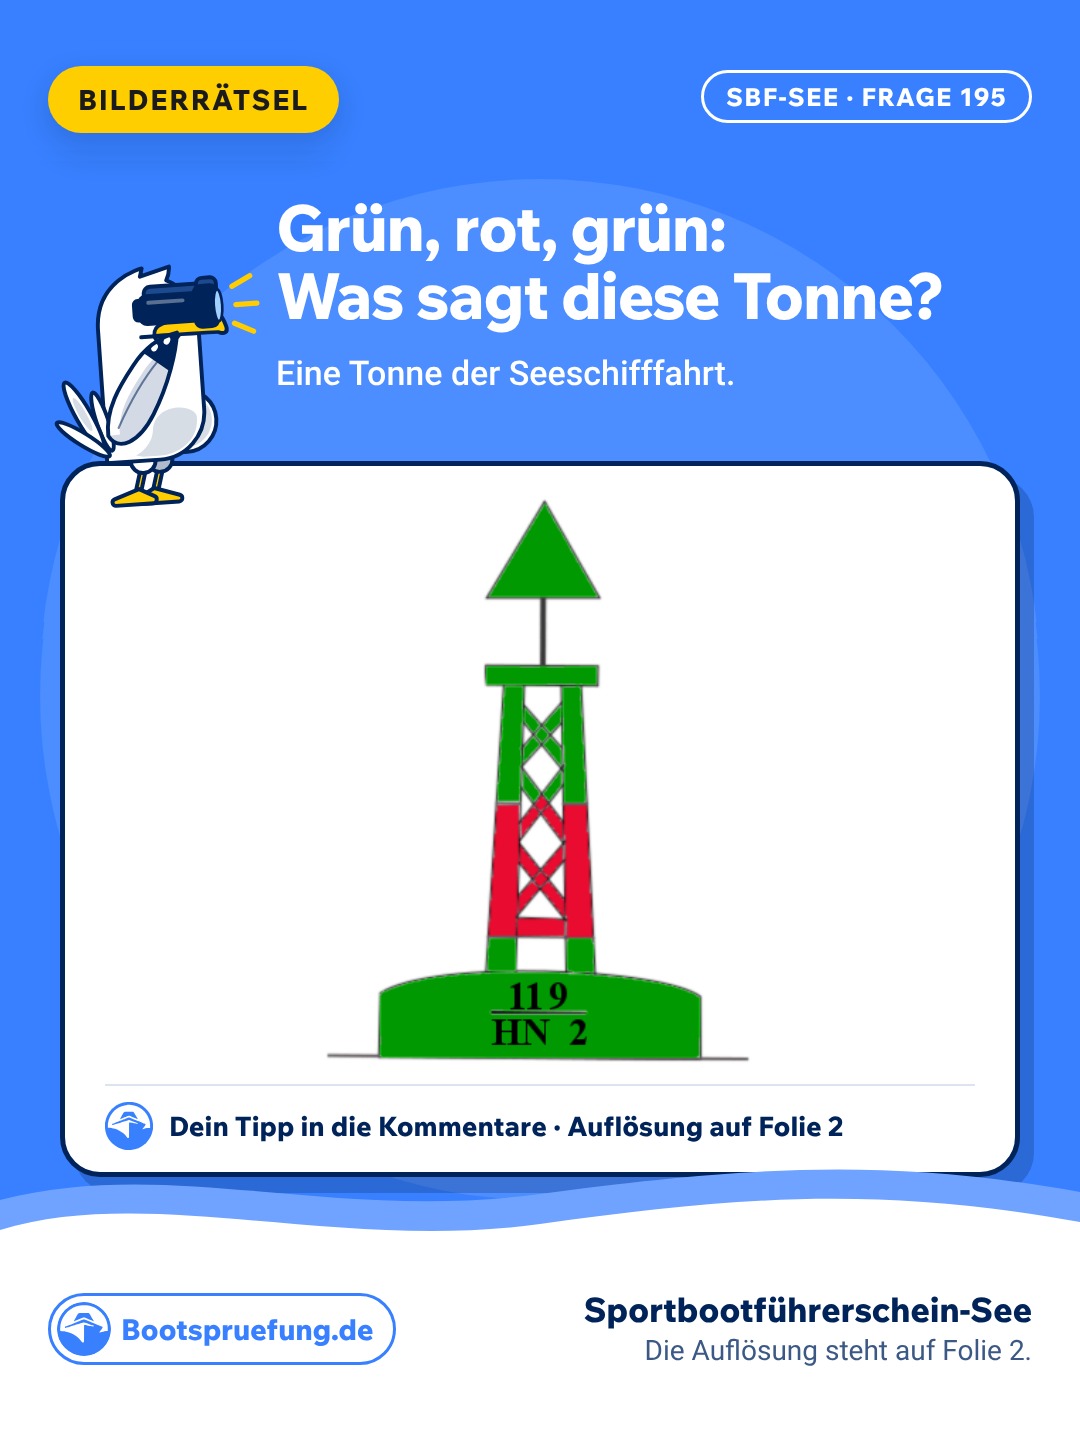 BILDERRÄTSEL
SBF-SEE · FRAGE 195
Grün, rot, grün:
Was sagt diese Tonne?
Eine Tonne der Seeschifffahrt.
119
HN 2
Dein Tipp in die Kommentare · Auflösung auf Folie 2
Bootspruefung.de
Sportbootführerschein-See
Die Auflösung steht auf Folie 2.